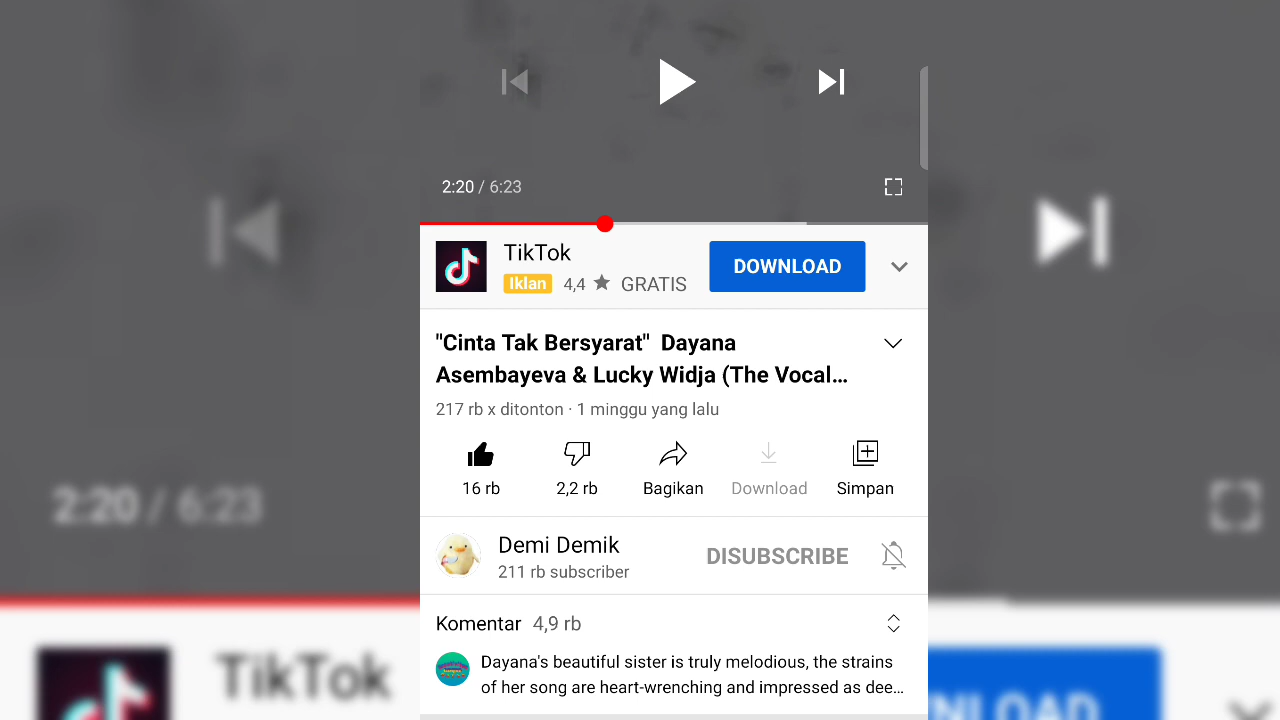 2:20 / 6:23
TikTok
DOWNLOAD
Iklan 4,4 ★ GRATIS
"Cinta Tak Bersyarat" Dayana
Asembayeva & Lucky Widja (The Vocal...
217 rb x ditonton · 1 minggu yang lalu
16 rb 2,2 rb Bagikan Download Simpan
Demi Demik
211 rb subscriber
DISUBSCRIBE
Komentar 4,9 rb
Dayana's beautiful sister is truly melodious, the strains
of her song are heart-wrenching and impressed as dee...
2:20 / 6:23
TikTok